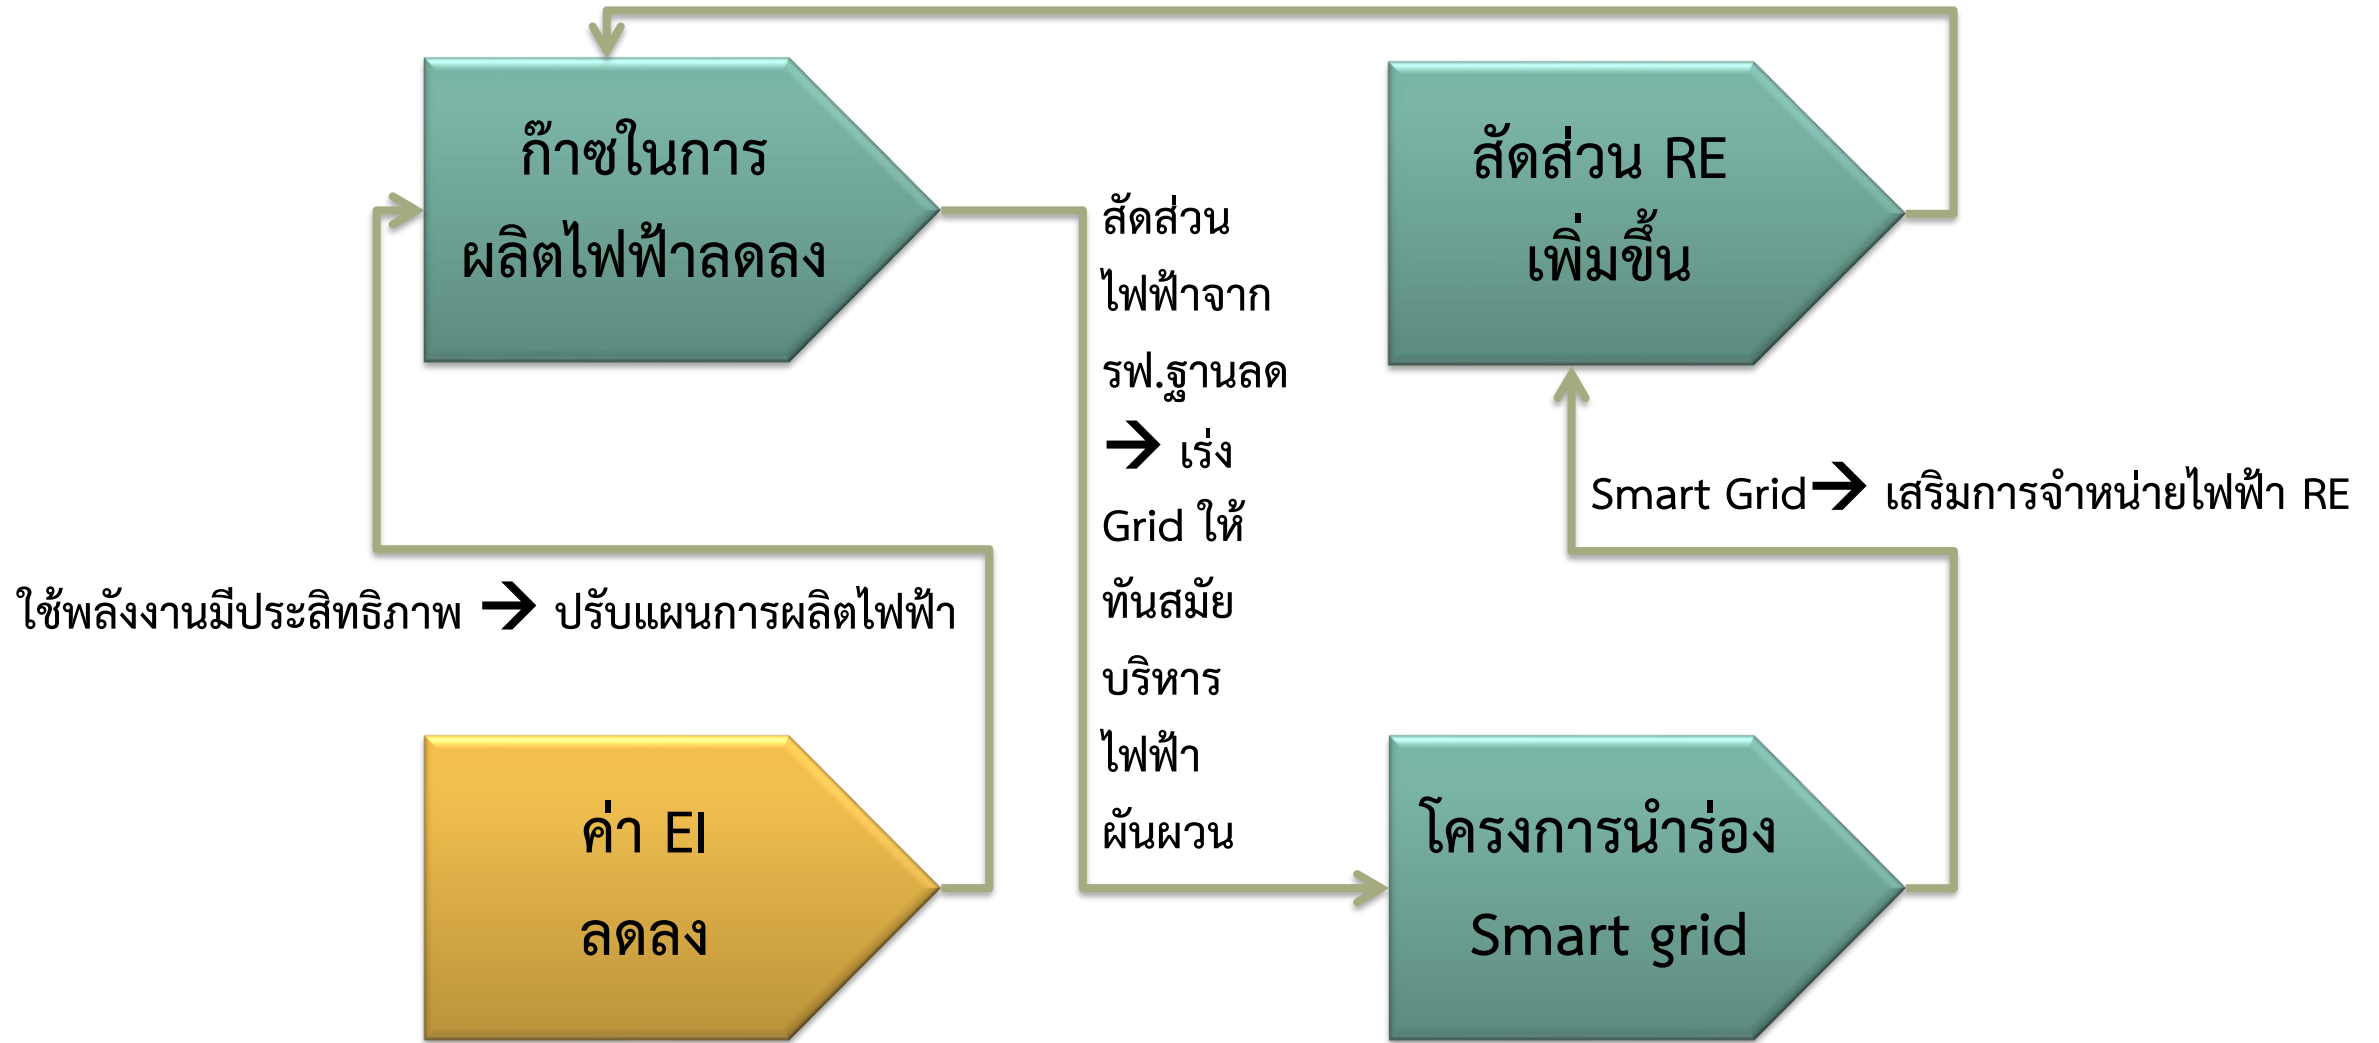 ก๊าซในการ
ผลิตไฟฟ้าลดลง
สัดส่วน RE
เพิ่มขึ้น
สัดส่วน
ไฟฟ้าจาก
รฟ.ฐานลด
→ เร่ง
Grid ให้
ทันสมัย
บริหาร
ไฟฟ้า
ผันผวน
Smart Grid→ เสริมการจำหน่ายไฟฟ้า RE
ใช้พลังงานมีประสิทธิภาพ → ปรับแผนการผลิตไฟฟ้า
ค่า EI
ลดลง
โครงการนำร่อง
Smart grid